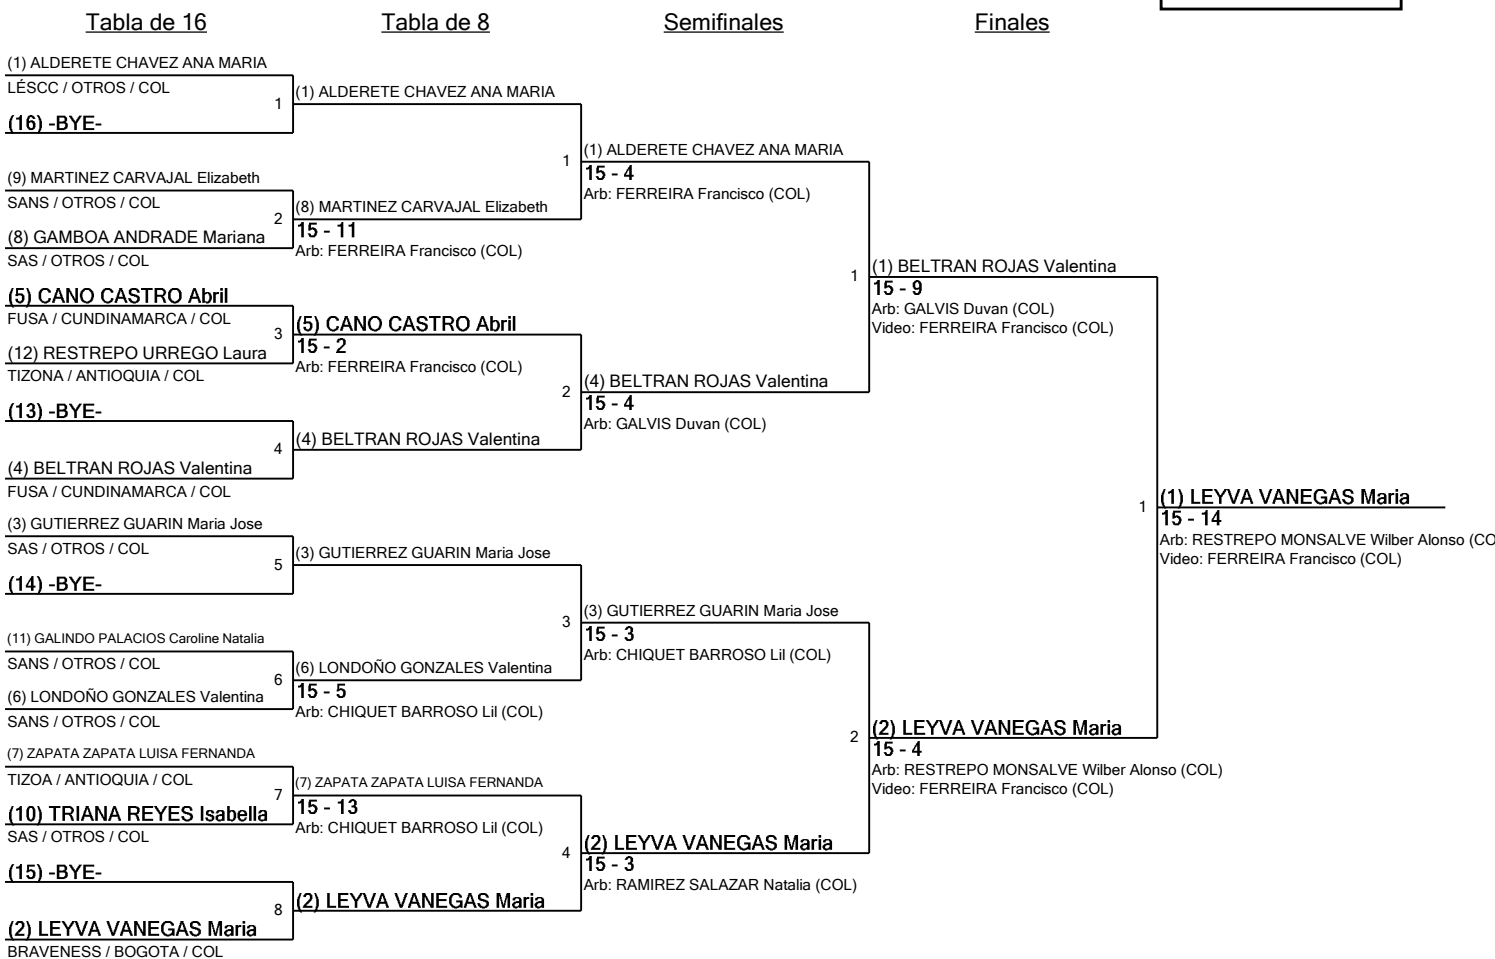 Tabla de 16
Tabla de 8
Semifinales
Finales
(1) ALDERETE CHAVEZ ANA MARIA
LÉSCC / OTROS / COL
1
(16) -BYE-
(9) MARTINEZ CARVAJAL Elizabeth
SANS / OTROS / COL
2
(8) GAMBOA ANDRADE Mariana
SAS / OTROS / COL
(5) CANO CASTRO Abril
FUSA / CUNDINAMARCA / COL
3
(12) RESTREPO URREGO Laura
TIZONA / ANTIOQUIA / COL
(13) -BYE-
4
(4) BELTRAN ROJAS Valentina
FUSA / CUNDINAMARCA / COL
(3) GUTIERREZ GUARIN Maria Jose
SAS / OTROS / COL
5
(14) -BYE-
(11) GALINDO PALACIOS Caroline Natalia
SANS / OTROS / COL
6
(6) LONDOÑO GONZALES Valentina
SANS / OTROS / COL
(7) ZAPATA ZAPATA LUISA FERNANDA
TIZOA / ANTIOQUIA / COL
7
(10) TRIANA REYES Isabella
SAS / OTROS / COL
(15) -BYE-
8
(2) LEYVA VANEGAS Maria
BRAVENESS / BOGOTA / COL
(1) ALDERETE CHAVEZ ANA MARIA
1
(8) MARTINEZ CARVAJAL Elizabeth
15 - 11
Arb: FERREIRA Francisco (COL)
(5) CANO CASTRO Abril
15 - 2
Arb: FERREIRA Francisco (COL)
2
(4) BELTRAN ROJAS Valentina
(3) GUTIERREZ GUARIN Maria Jose
3
(6) LONDOÑO GONZALES Valentina
15 - 5
Arb: CHIQUET BARROSO Lil (COL)
(7) ZAPATA ZAPATA LUISA FERNANDA
15 - 13
Arb: CHIQUET BARROSO Lil (COL)
4
(2) LEYVA VANEGAS Maria
(1) ALDERETE CHAVEZ ANA MARIA
15 - 4
Arb: FERREIRA Francisco (COL)
1
(4) BELTRAN ROJAS Valentina
15 - 4
Arb: GALVIS Duvan (COL)
(3) GUTIERREZ GUARIN Maria Jose
15 - 3
Arb: CHIQUET BARROSO Lil (COL)
2
(2) LEYVA VANEGAS Maria
15 - 3
Arb: RAMIREZ SALAZAR Natalia (COL)
(1) BELTRAN ROJAS Valentina
15 - 9
Arb: GALVIS Duvan (COL)
Video: FERREIRA Francisco (COL)
1
(2) LEYVA VANEGAS Maria
15 - 4
Arb: RESTREPO MONSALVE Wilber Alonso (COL)
Video: FERREIRA Francisco (COL)
(1) LEYVA VANEGAS Maria
15 - 14
Arb: RESTREPO MONSALVE Wilber Alonso (CO
Video: FERREIRA Francisco (COL)